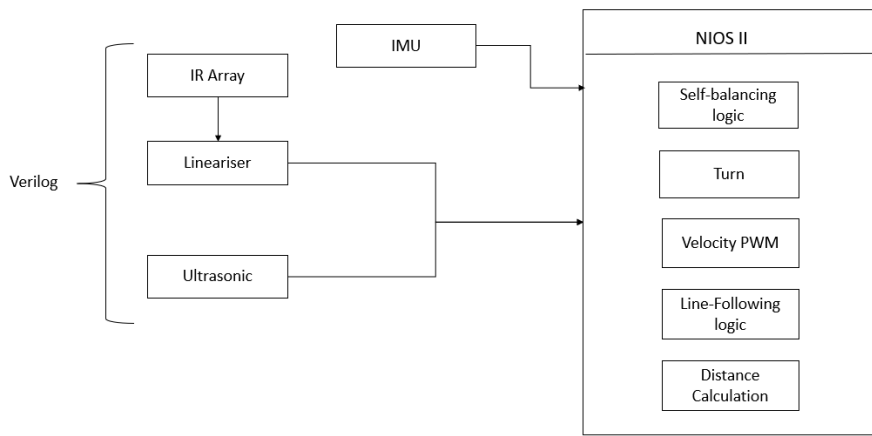 Verilog
IR Array
Lineariser
Ultrasonic
IMU
NIOS II
Self-balancing
logic
Turn
Velocity PWM
Line-Following
logic
Distance
Calculation